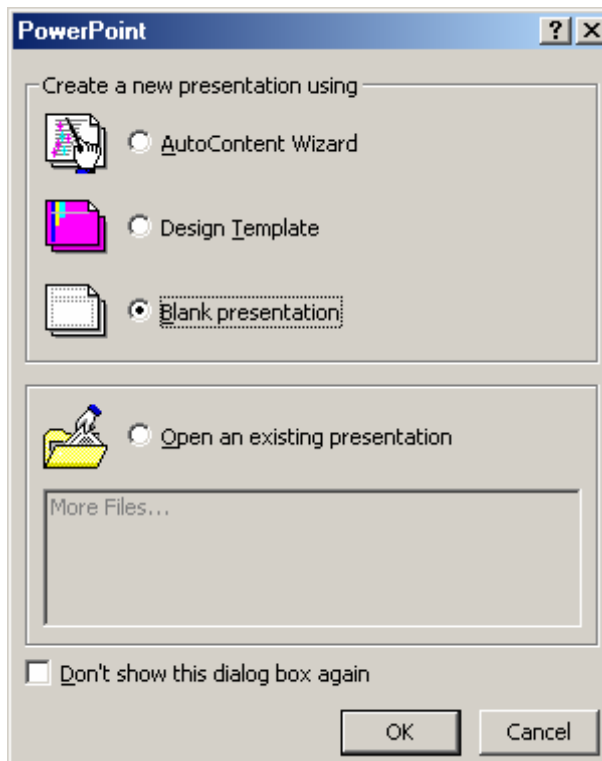 PowerPoint
Create a new presentation using
AutoContent Wizard
Design Template
Blank presentation
Open an existing presentation
More Files...
Don't show this dialog box again
OK Cancel